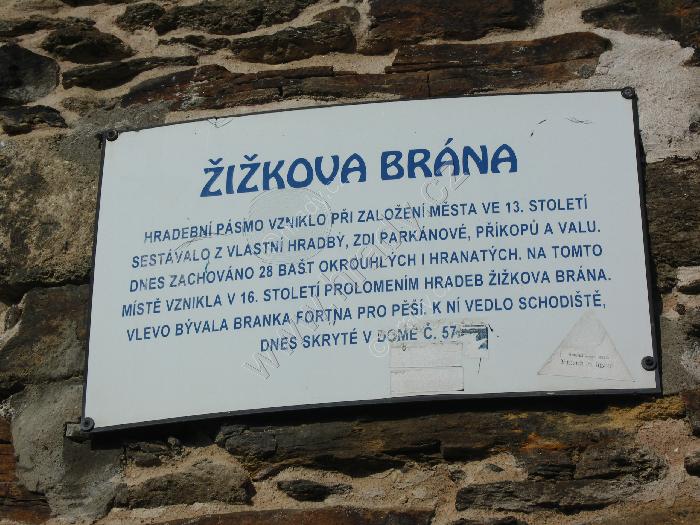 ŽIŽKOVA BRÁNA
HRADEBNÍ PÁSMO VZNIKLO PŘI ZALOŽENÍ MĚSTA VE 13. STOLETÍ
SESTÁVALO Z VLASTNÍ HRADBY, ZDI PARKÁNOVÉ, PŘÍKOPŮ A VALU.
DNES ZACHOVÁNO 28 BAŠT OKROUHLÝCH I HRANATÝCH. NA TOMTO
MÍSTĚ VZNIKLA V 16. STOLETÍ PROLOMENÍM HRADEB ŽIŽKOVA BRÁNA.
VLEVO BÝVALA BRANKA FORTNA PRO PĚŠÍ. K NÍ VEDLO SCHODIŠTĚ,
DNES SKRYTÉ V DOMĚ Č. 57